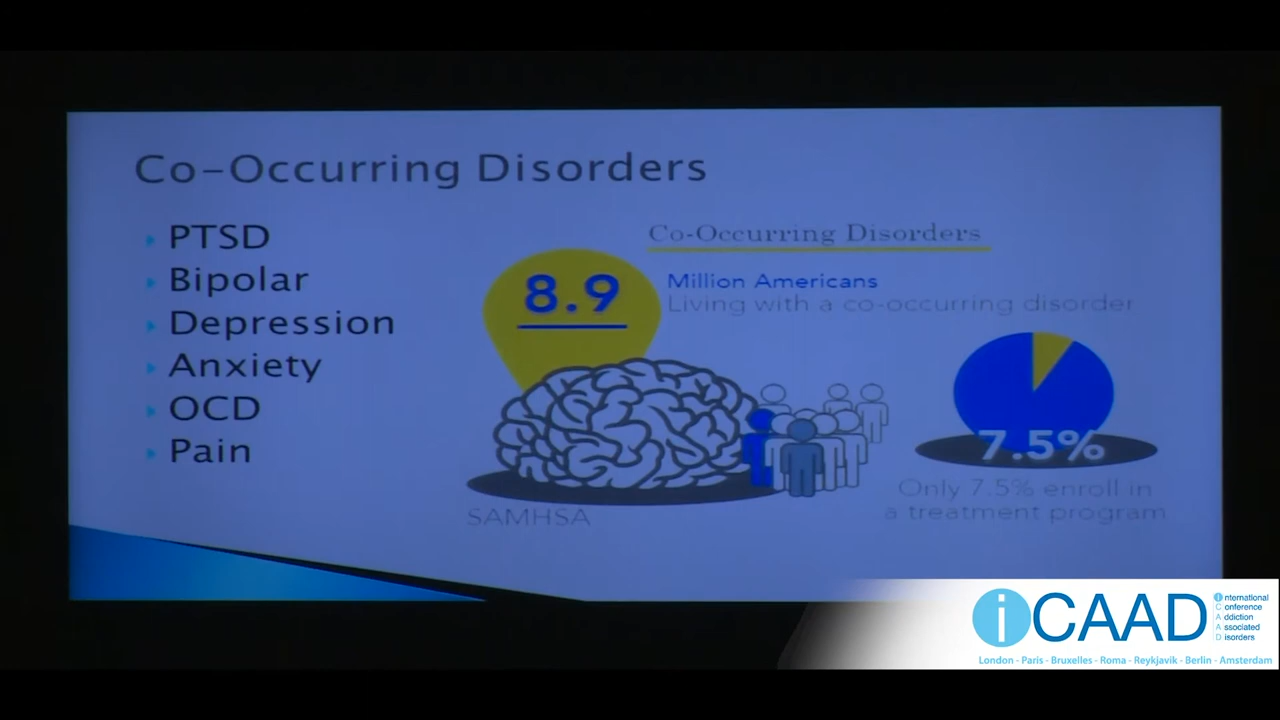 Co-Occurring Disorders
PTSD
Bipolar
Depression
Anxiety
OCD
Pain
Co-Occurring Disorders
8.9
Million Americans
Living with a co-occurring disorder
7.5%
Only 7.5% enroll in
a treatment program
SAMHSA
iCAAD
International
Conference
Addiction
Associated
Disorders
London - Paris - Bruxelles - Roma - Reykjavik - Berlin - Amsterdam